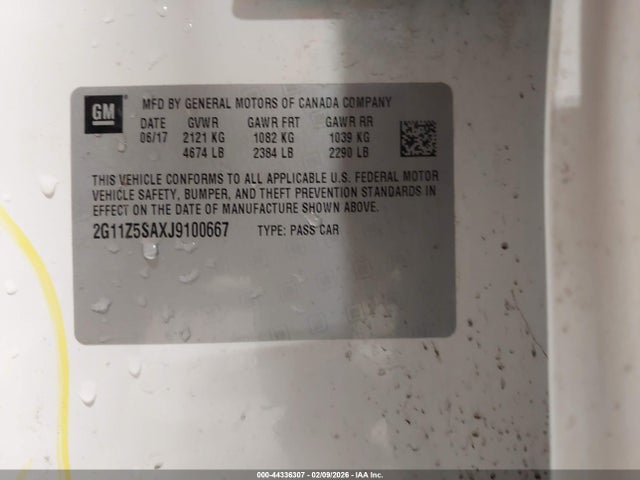 GM
MFD BY GENERAL MOTORS OF CANADA COMPANY
DATE GVWR GAWR FRT GAWR RR
06/17 2121 KG 1082 KG 1039 KG
4674 LB 2384 LB 2290 LB
THIS VEHICLE CONFORMS TO ALL APPLICABLE U.S. FEDERAL MOTOR
VEHICLE SAFETY, BUMPER, AND THEFT PREVENTION STANDARDS IN
EFFECT ON THE DATE OF MANUFACTURE SHOWN ABOVE.
2G11Z5SAXJ9100667 TYPE: PASS CAR
000-44336307 - 02/09/2026 - IAA Inc.